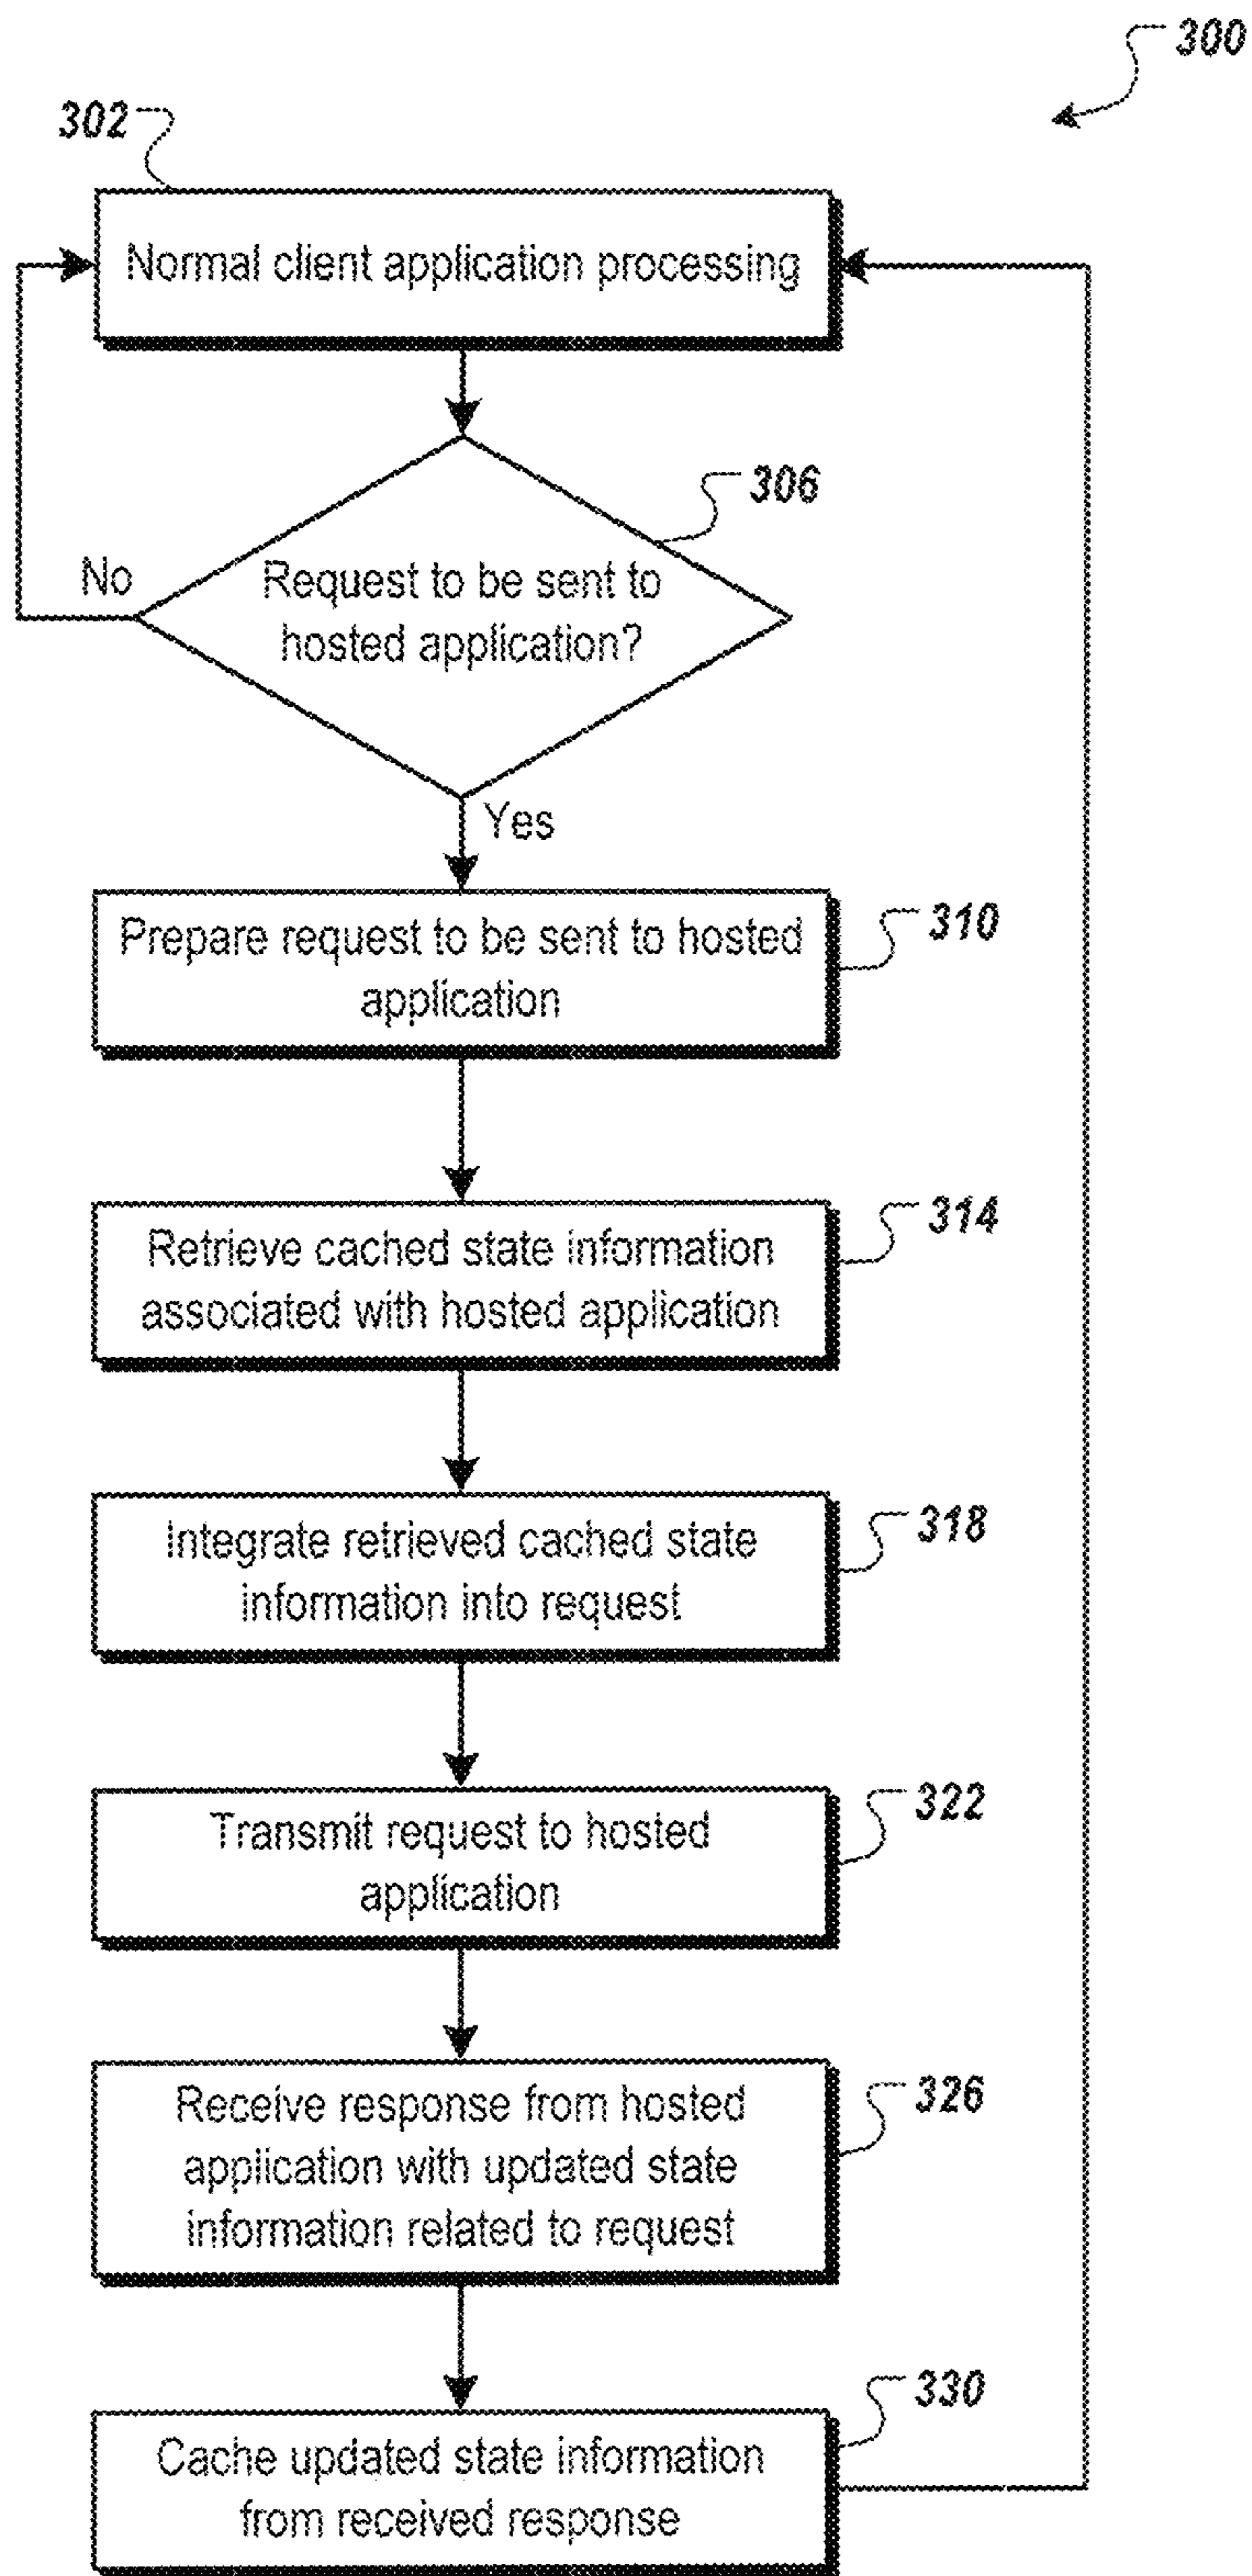 300
302
Normal client application processing
306
Request to be sent to
hosted application?
No
Yes
Prepare request to be sent to hosted
application
310
Retrieve cached state information
associated with hosted application
314
Integrate retrieved cached state
information into request
318
Transmit request to hosted
application
322
Receive response from hosted
application with updated state
information related to request
326
Cache updated state information
from received response
330